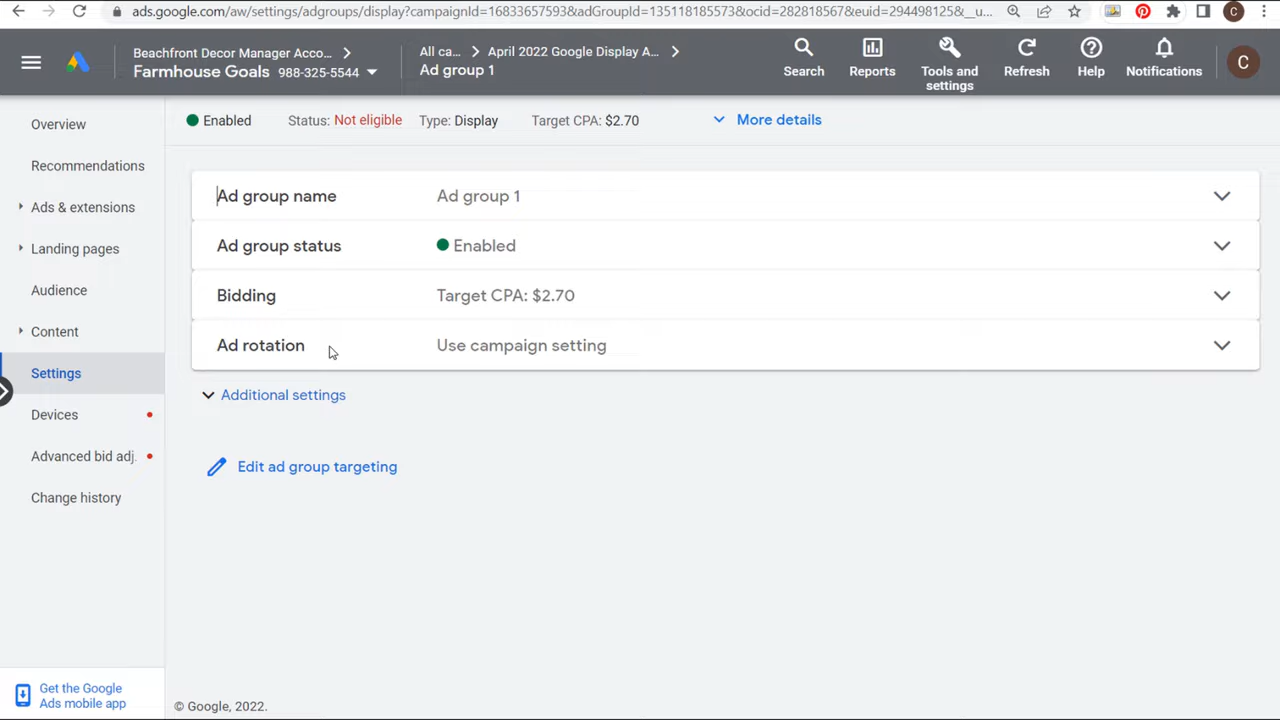 ads.google.com/aw/settings/adgroups/display?campaignId=16833657593&adGroupId=135118185573&ocid=282818567&euid=294498125&__u...
C
Beachfront Decor Manager Acco...
Farmhouse Goals 988-325-5544
All ca... April 2022 Google Display A...
Ad group 1
Search
Reports
Tools and settings
Refresh
Help
Notifications
C
Overview
Recommendations
Ads & extensions
Landing pages
Audience
Content
Settings
Devices
Advanced bid adj.
Change history
Get the Google
Ads mobile app
Enabled Status: Not eligible Type: Display Target CPA: $2.70 More details
Ad group name Ad group 1
Ad group status Enabled
Bidding Target CPA: $2.70
Ad rotation Use campaign setting
Additional settings
Edit ad group targeting
© Google, 2022.